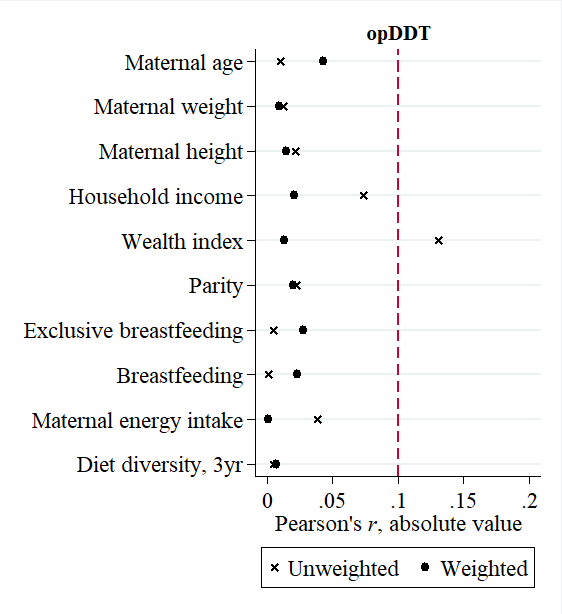 opDDT
Maternal age
Maternal weight
Maternal height
Household income
Wealth index
Parity
Exclusive breastfeeding
Breastfeeding
Maternal energy intake
Diet diversity, 3yr
0 .05 .1 .15 .2
Pearson's r, absolute value
Unweighted Weighted